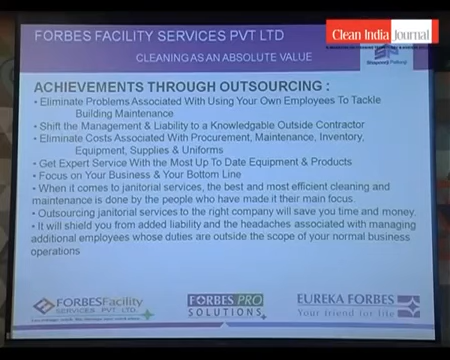 Clean India Journal
FORBES FACILITY SERVICES PVT LTD
CLEANING AS AN ABSOLUTE VALUE
Shapoorji Pallonji
ACHIEVEMENTS THROUGH OUTSOURCING :
• Eliminate Problems Associated With Using Your Own Employees To Tackle
Building Maintenance
• Shift the Management & Liability to a Knowledgable Outside Contractor
• Eliminate Costs Associated With Procurement, Maintenance, Inventory,
Equipment, Supplies & Uniforms
• Get Expert Service With the Most Up To Date Equipment & Products
• Focus on Your Business & Your Bottom Line
• When it comes to janitorial services, the best and most efficient cleaning and
maintenance is done by the people who have made it their main focus.
• Outsourcing janitorial services to the right company will save you time and money.
• It will shield you from added liability and the headaches associated with managing
additional employees whose duties are outside the scope of your normal business
operations
FORBESFacility
SERVICES PVT. LTD.
FORBES PRO
SOLUTIONS
EUREKA FORBES
Your friend for life